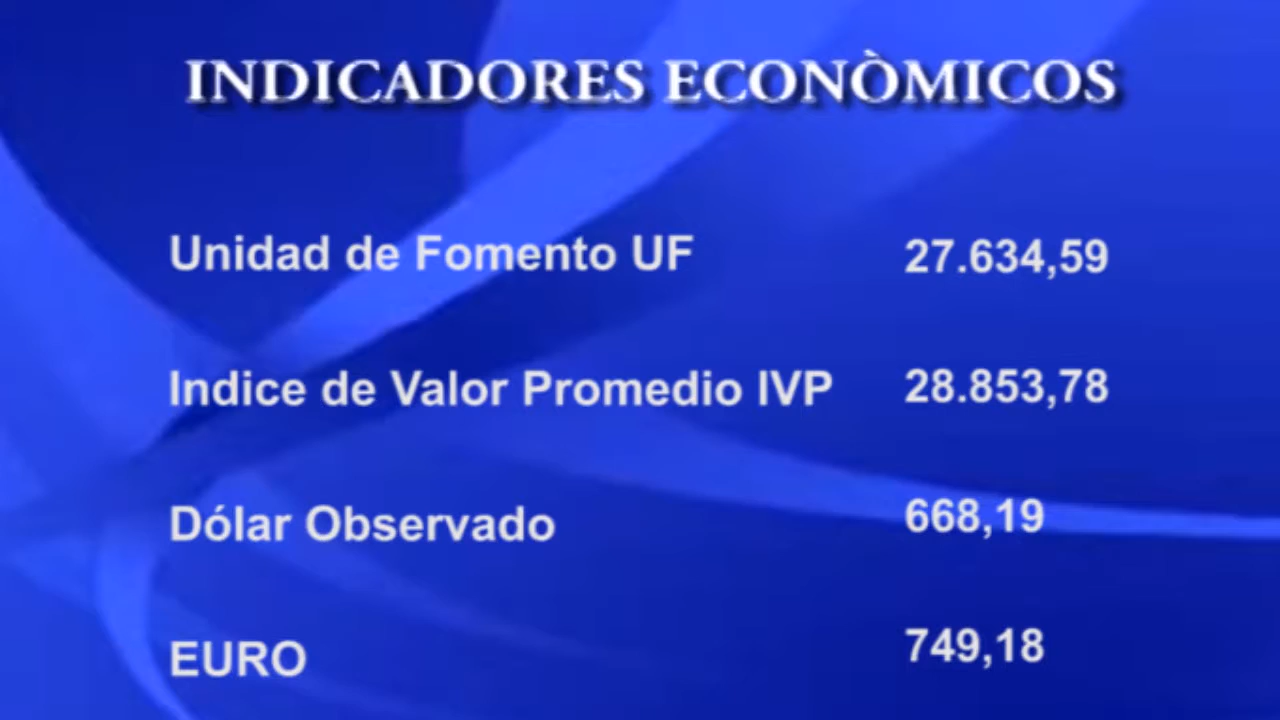 INDICADORES ECONÒMICOS
Unidad de Fomento UF 27.634,59
Indice de Valor Promedio IVP 28.853,78
Dólar Observado 668,19
EURO 749,18